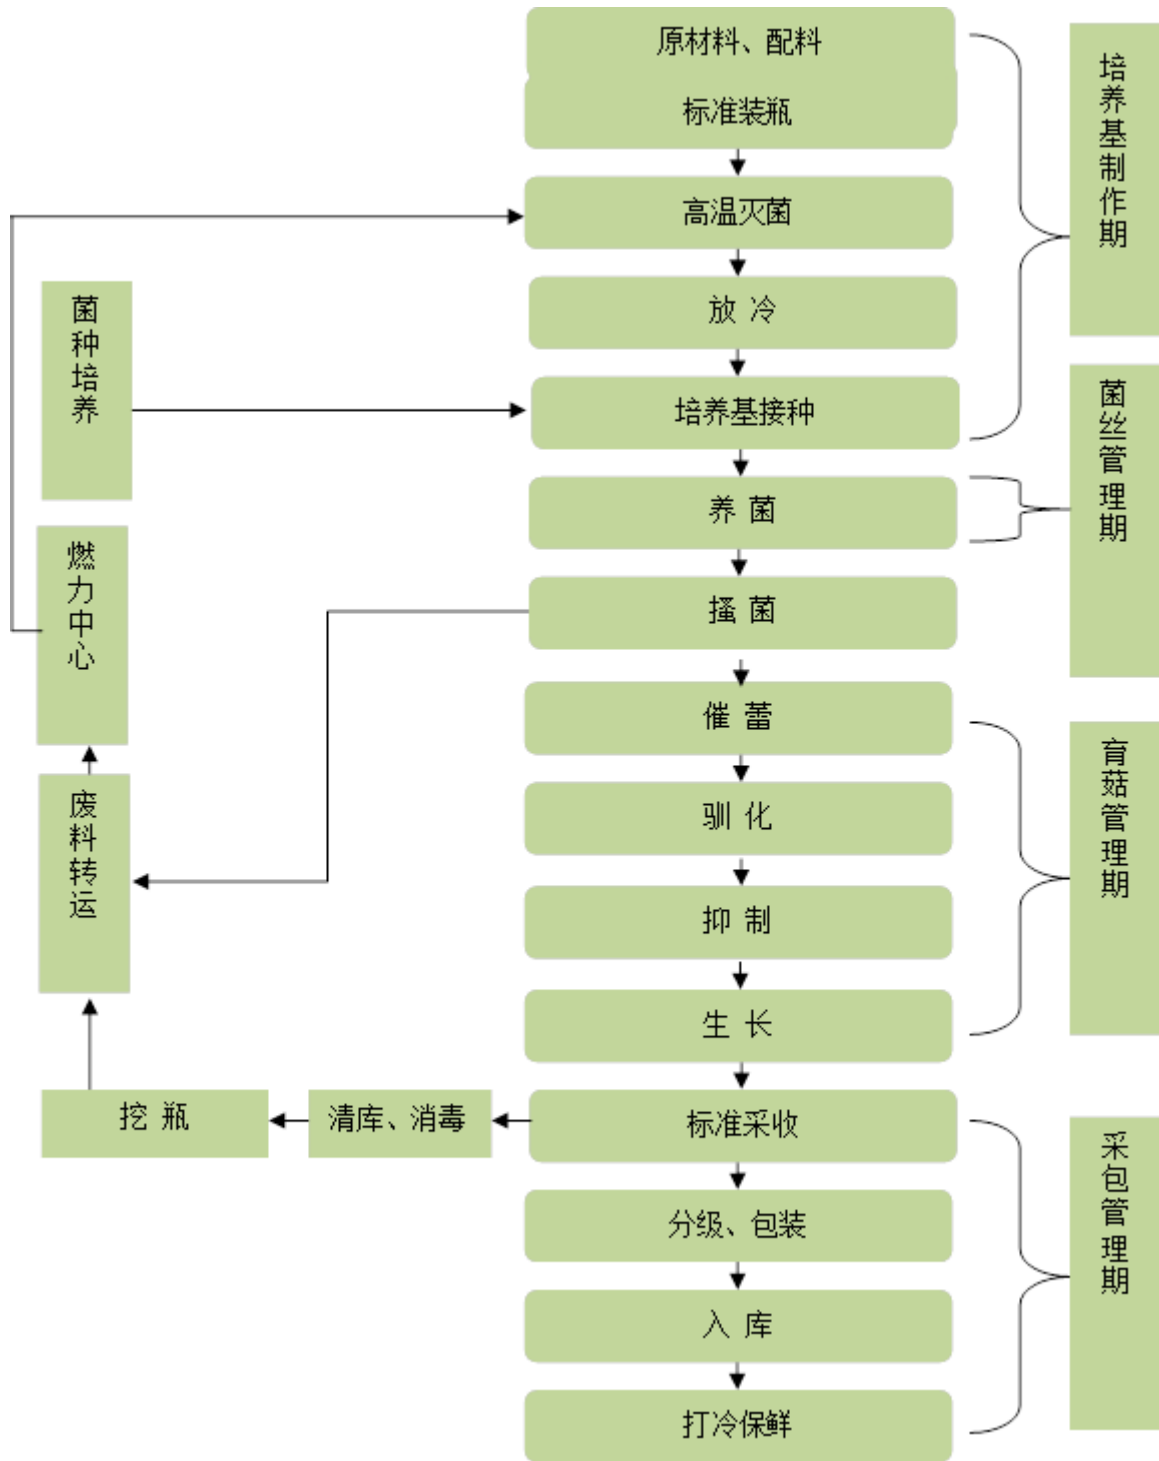 原材料、配料
标准装瓶
高温灭菌
放 冷
培养基接种
养 菌
搔 菌
催 蕾
驯 化
抑 制
生 长
标准采收
分级、包装
入 库
打冷保鲜
菌种培养
燃力中心
废料转运
挖 瓶
清库、消毒
培养基制作期
菌丝管理期
育菇管理期
采包管理期